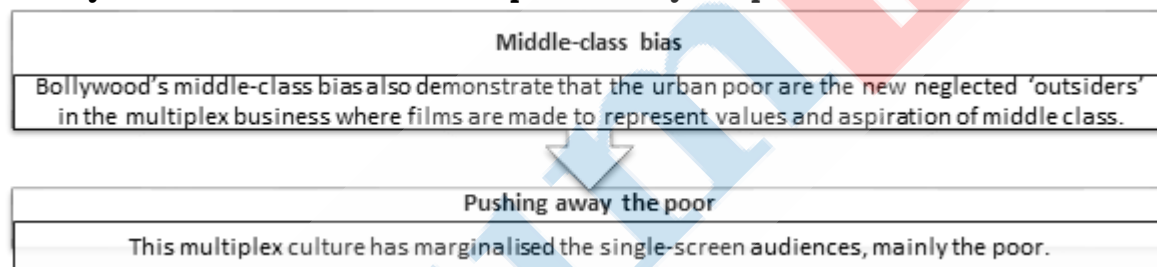 Middle-class bias
Bollywood's middle-class bias also demonstrate that the urban poor are the new neglected 'outsiders'
in the multiplex business where films are made to represent values and aspiration of middle class.
Pushing away the poor
This multiplex culture has marginalised the single-screen audiences, mainly the poor.